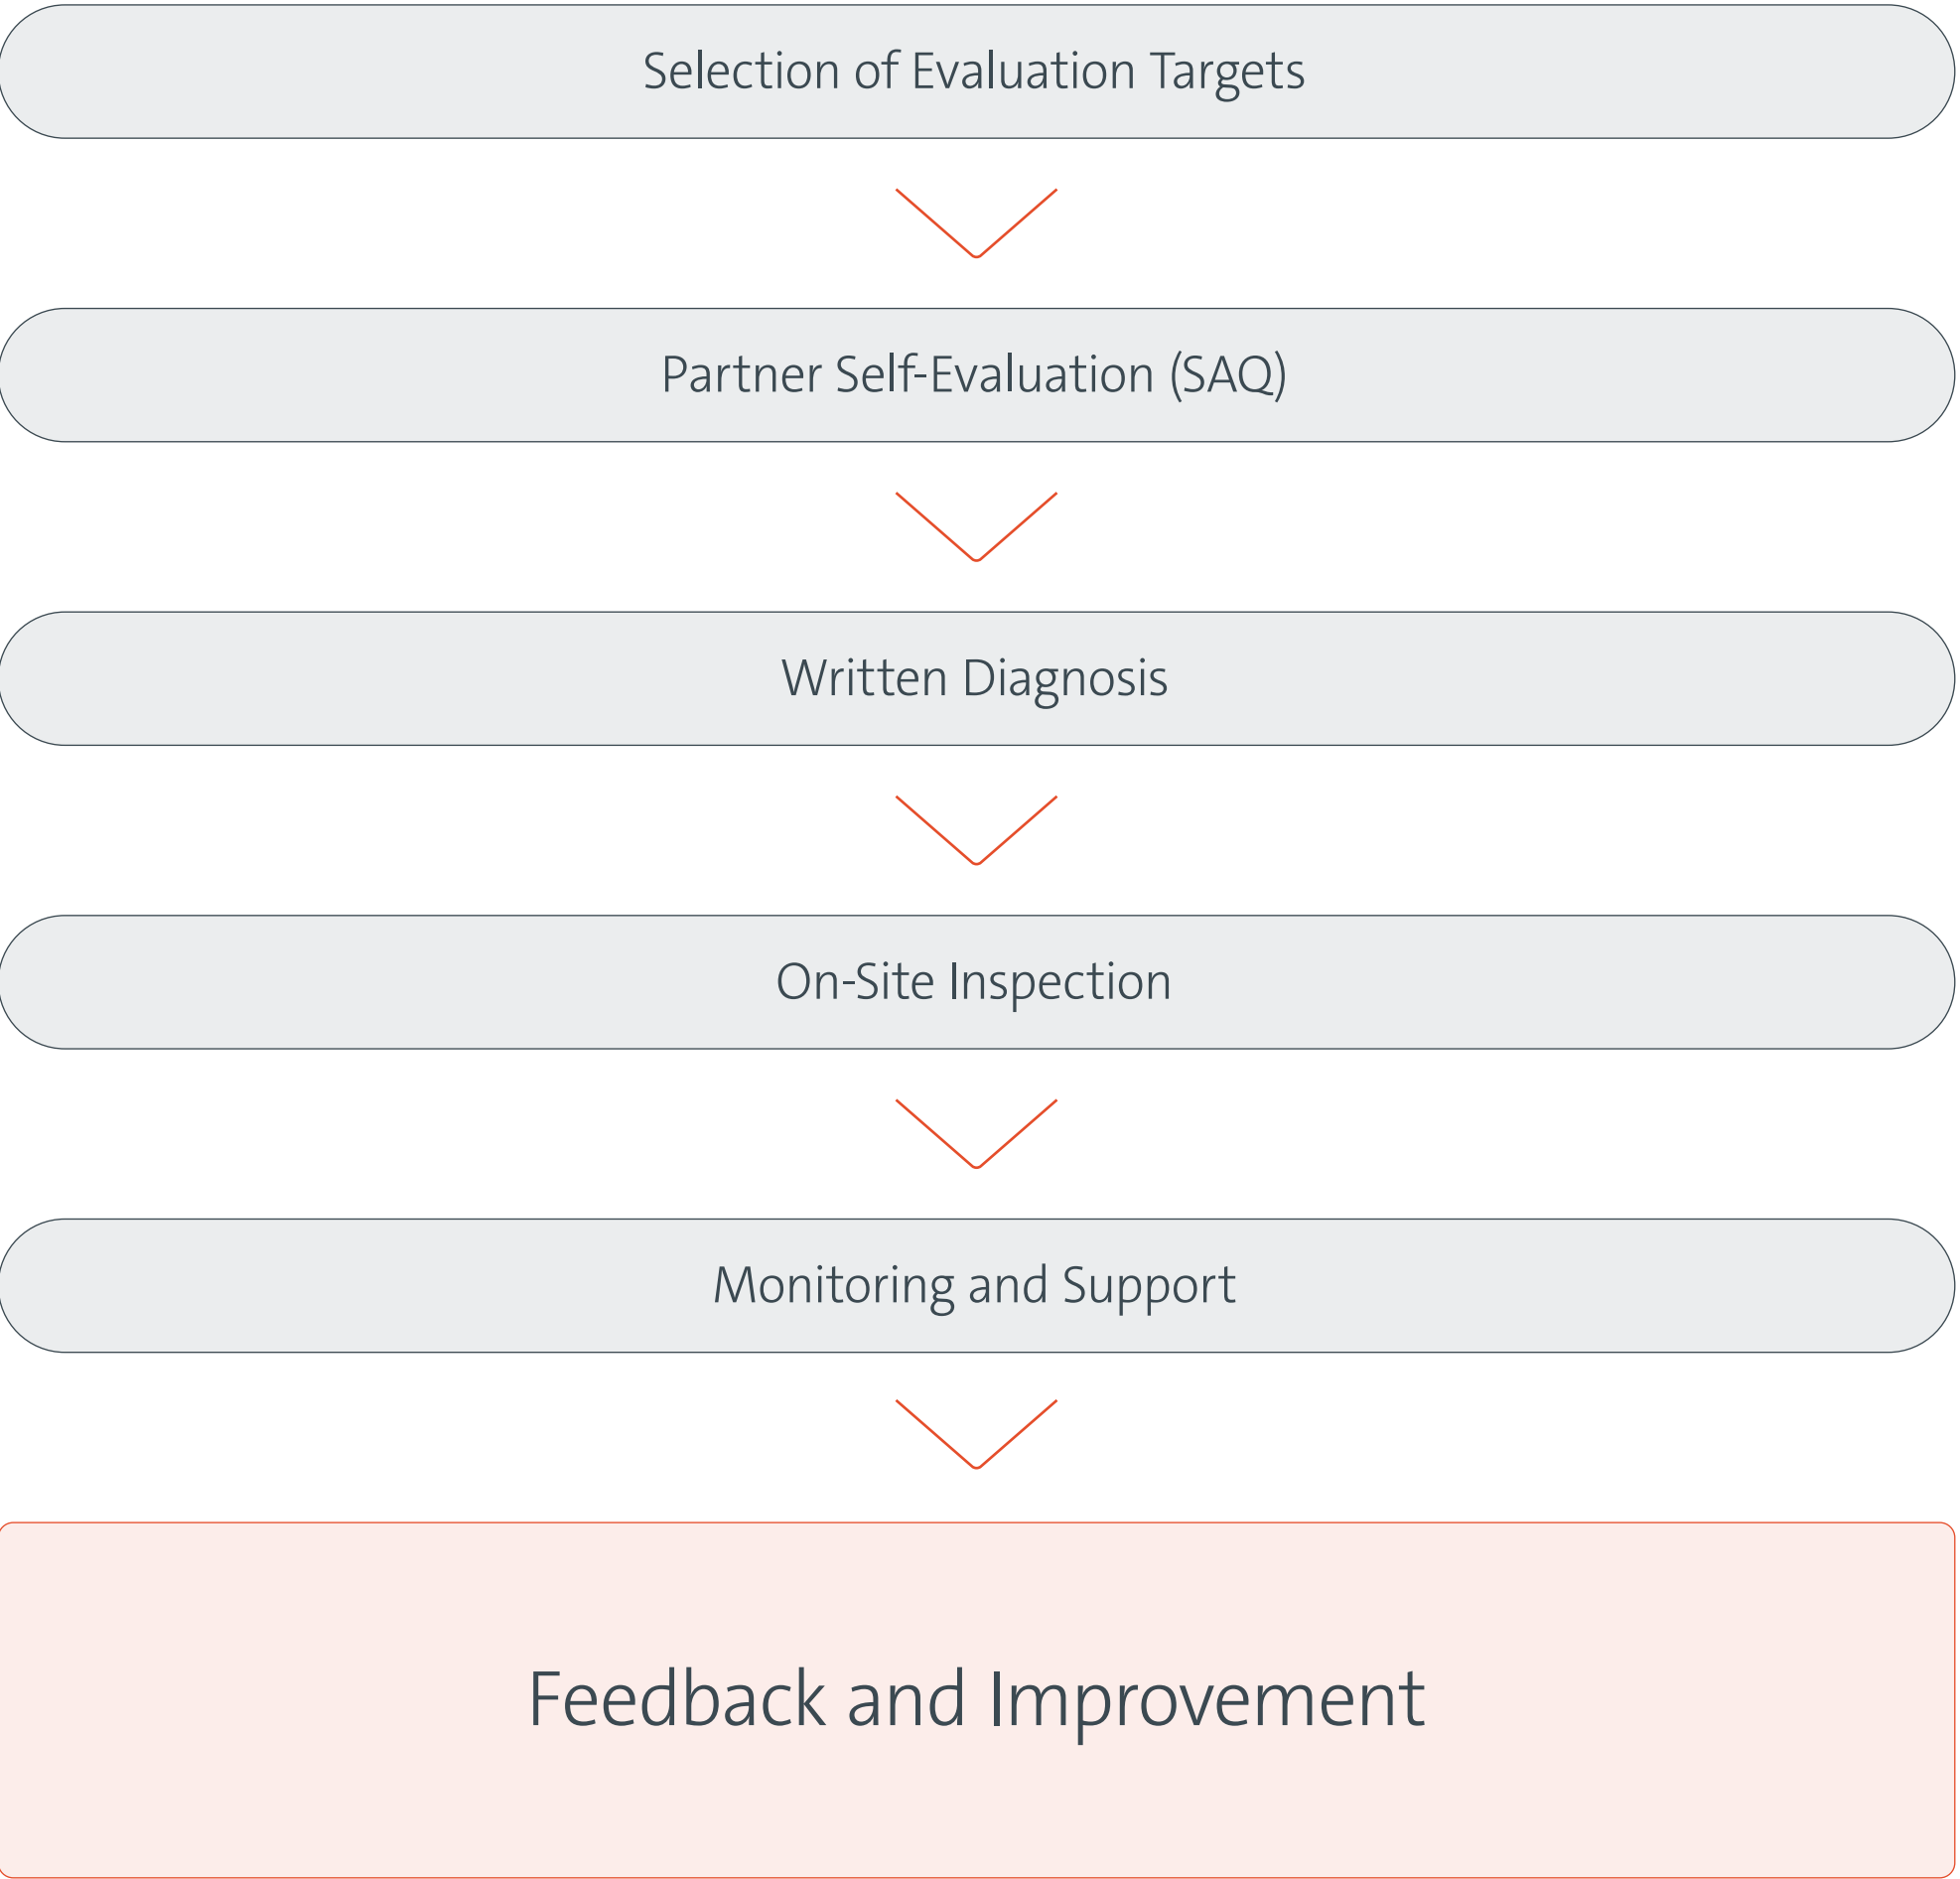 Selection of Evaluation Targets
Partner Self-Evaluation (SAQ)
Written Diagnosis
On-Site Inspection
Monitoring and Support
Feedback and Improvement